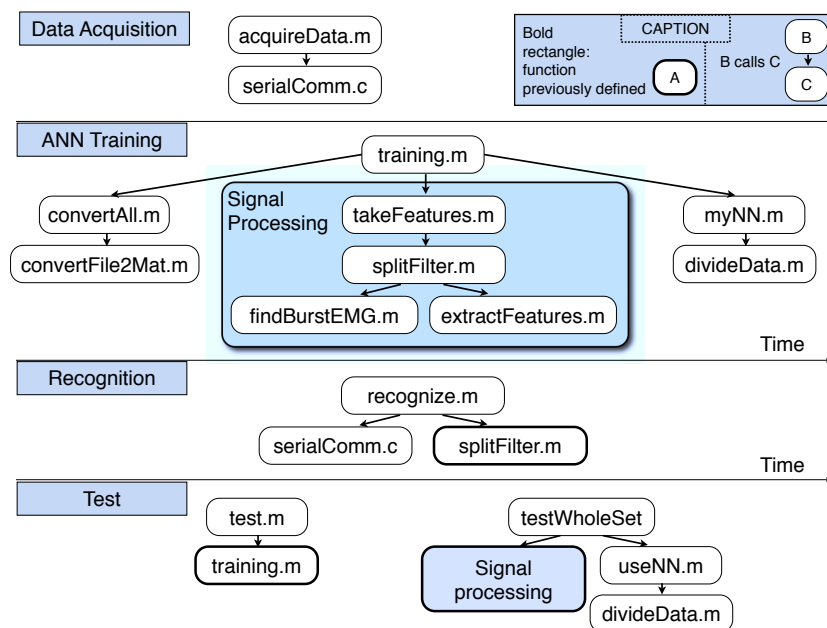 Data Acquisition
acquireData.m
serialComm.c
CAPTION
Bold
rectangle:
function
previously defined
A
B calls C
B
C
ANN Training
training.m
Signal
Processing
convertAll.m
takeFeatures.m
myNN.m
convertFile2Mat.m
splitFilter.m
divideData.m
findBurstEMG.m
extractFeatures.m
Time
Recognition
recognize.m
serialComm.c
splitFilter.m
Time
Test
test.m
testWholeSet
training.m
Signal
processing
useNN.m
divideData.m